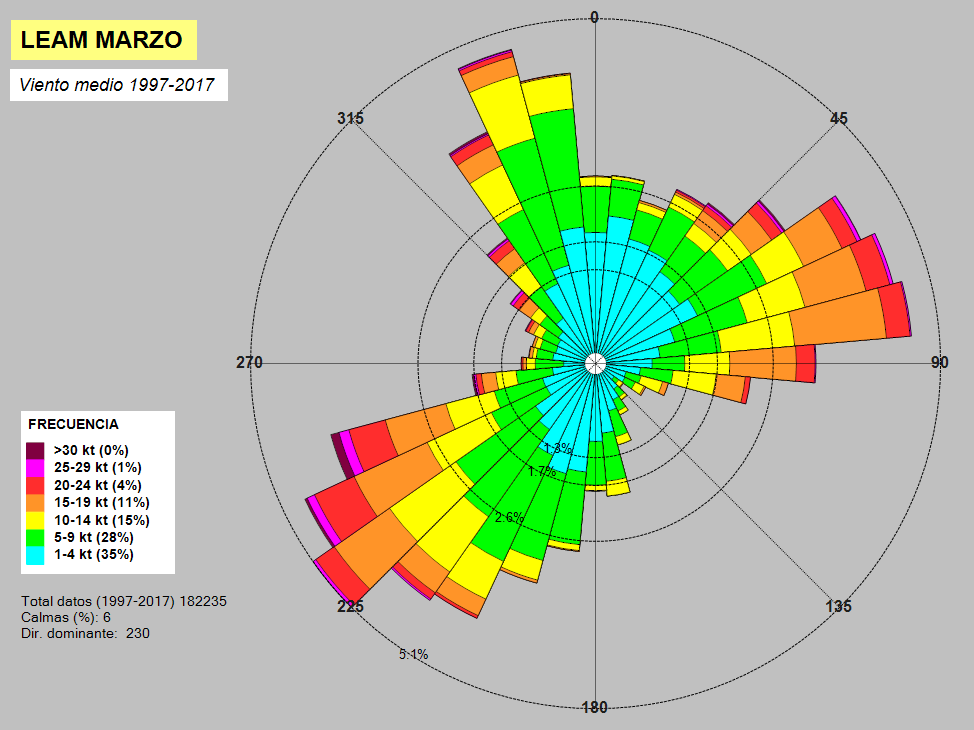 LEAM MARZO
Viento medio 1997-2017
0
45
90
135
180
225
270
315
1.3%
1.7%
2.6%
5.1%
FRECUENCIA
>30 kt (0%)
25-29 kt (1%)
20-24 kt (4%)
15-19 kt (11%)
10-14 kt (15%)
5-9 kt (28%)
1-4 kt (35%)
Total datos (1997-2017) 182235
Calmas (%): 6
Dir. dominante: 230